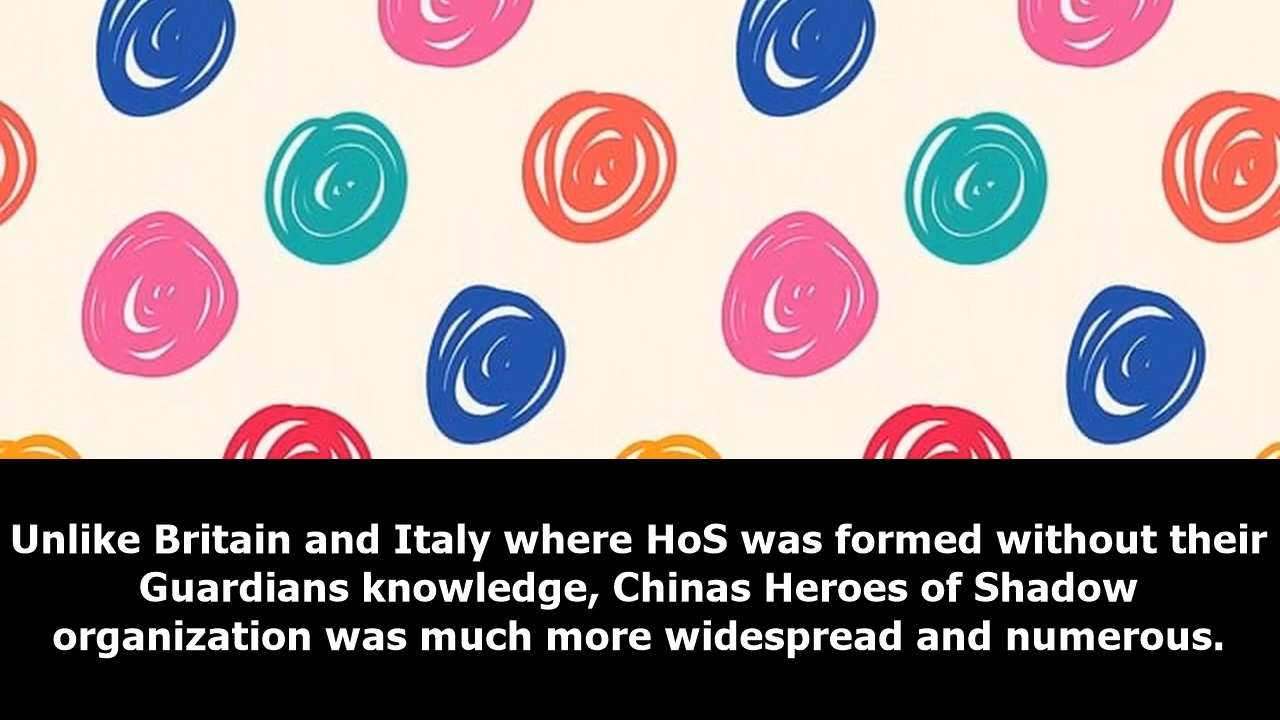 Unlike Britain and Italy where HoS was formed without their
Guardians knowledge, Chinas Heroes of Shadow
organization was much more widespread and numerous.